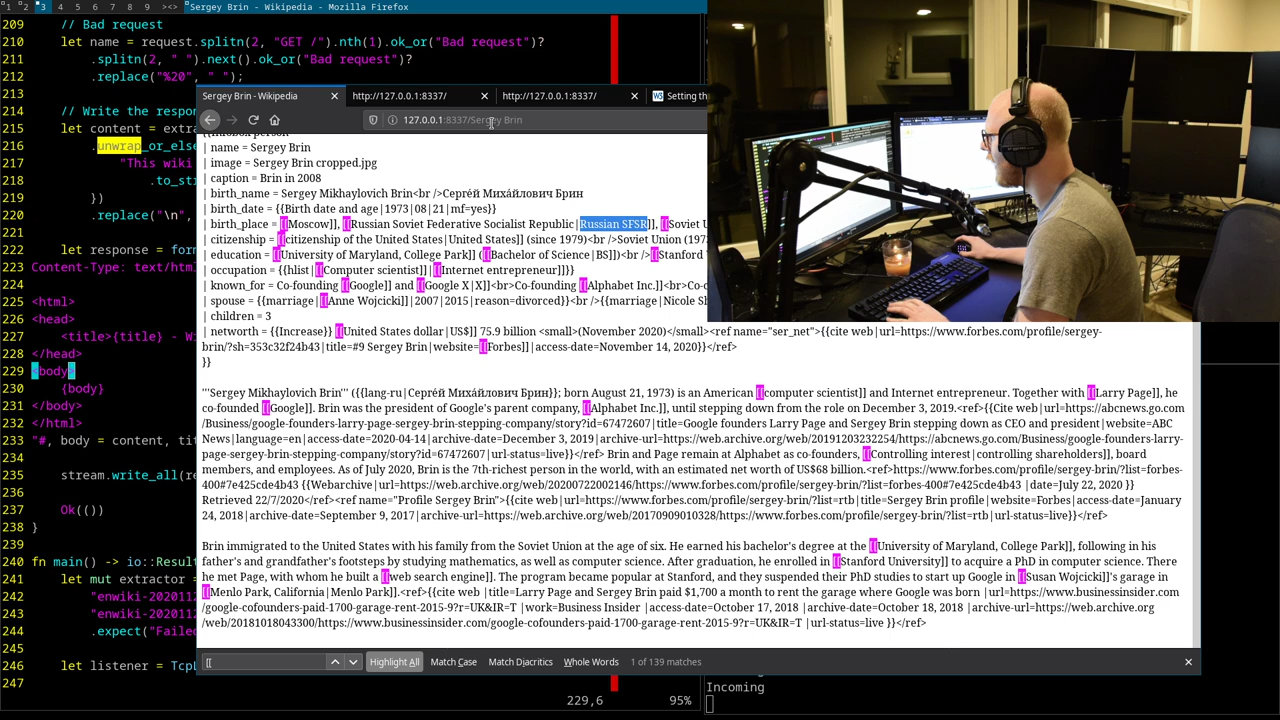 1 2 3 4 5 6 7 8 9 ><> Sergey Brin - Wikipedia - Mozilla Firefox
209 // Bad request
210 let name = request.splitn(2, "GET /").nth(1).ok_or("Bad request")?
211 .splitn(2, " ").next().ok_or("Bad request")?
212 .replace("%20", " ");
213
214 // Write the respon
215 let content = extra
216 .unwrap_or_else
217 "This wiki
218 .to_sti
219 })
220 .replace("\n",
221
222 let response = form
223 Content-Type: text/html
224
225 <html>
226 <head>
227 <title>{title} - Wi
228 </head>
229 <body>
230 {body}
231 </body>
232 </html>
233 "#, body = content, tit
234
235 stream.write_all(re
236
237 Ok(())
238 }
239
240 fn main() -> io::Result
241 let mut extractor =
242 "enwiki-2020112
243 "enwiki-2020112
244 .expect("Failed
245
246 let listener = TcpL
247
229,6 95%
Sergey Brin - Wikipedia
http://127.0.0.1:8337/
http://127.0.0.1:8337/
Setting th
127.0.0.1:8337/Sergey Brin
| name = Sergey Brin
| image = Sergey Brin cropped.jpg
| caption = Brin in 2008
| birth_name = Sergey Mikhaylovich Brin<br />Серге́й Миха́йлович Брин
| birth_date = {{Birth date and age|1973|08|21|mf=yes}}
| birth_place = [[Moscow]], [[Russian Soviet Federative Socialist Republic|Russian SFSR]], [[Soviet U
| citizenship = [[citizenship of the United States|United States]] (since 1979)<br />Soviet Union (197
| education = [[University of Maryland, College Park]] ([[Bachelor of Science|BS]])<br />[[Stanford
| occupation = {{hlist|[[Computer scientist]]|[[Internet entrepreneur]]}}
| known_for = Co-founding [[Google]] and [[Google X|X]]<br>Co-founding [[Alphabet Inc.]]<br>Co-
| spouse = {{marriage|[[Anne Wojcicki]]|2007|2015|reason=divorced}}<br />{{marriage|Nicole Sh
| children = 3
| networth = {{Increase}} [[United States dollar|US$]] 75.9 billion <small>(November 2020)</small><ref name="ser_net">{{cite web|url=https://www.forbes.com/profile/sergey-
brin/?sh=353c32f24b43|title=#9 Sergey Brin|website=[[Forbes]]|access-date=November 14, 2020}}</ref>
}}
'''Sergey Mikhaylovich Brin''' ({{lang-ru|Серге́й Миха́йлович Брин}}; born August 21, 1973) is an American [[computer scientist]] and Internet entrepreneur. Together with [[Larry Page]], he
co-founded [[Google]]. Brin was the president of Google's parent company, [[Alphabet Inc.]], until stepping down from the role on December 3, 2019.<ref>{{Cite web|url=https://abcnews.go.com
/Business/google-founders-larry-page-sergey-brin-stepping-company/story?id=67472607|title=Google founders Larry Page and Sergey Brin stepping down as CEO and president|website=ABC
News|language=en|access-date=2020-04-14|archive-date=December 3, 2019|archive-url=https://web.archive.org/web/20191203232254/https://abcnews.go.com/Business/google-founders-larry-
page-sergey-brin-stepping-company/story?id=67472607|url-status=live}}</ref> Brin and Page remain at Alphabet as co-founders, [[Controlling interest|controlling shareholders]], board
members, and employees. As of July 2020, Brin is the 7th-richest person in the world, with an estimated net worth of US$68 billion.<ref>https://www.forbes.com/profile/sergey-brin/?list=forbes-
400#7e425cde4b43 {{Webarchive|url=https://web.archive.org/web/20200722002146/https://www.forbes.com/profile/sergey-brin/?list=forbes-400#7e425cde4b43 |date=July 22, 2020 }}
Retrieved 22/7/2020</ref><ref name="Profile Sergey Brin">{{cite web|url=https://www.forbes.com/profile/sergey-brin/?list=rtb|title=Sergey Brin profile|website=Forbes|access-date=January
24, 2018|archive-date=September 9, 2017|archive-url=https://web.archive.org/web/20170909010328/https://www.forbes.com/profile/sergey-brin/?list=rtb|url-status=live}}</ref>
Brin immigrated to the United States with his family from the Soviet Union at the age of six. He earned his bachelor's degree at the [[University of Maryland, College Park]], following in his
father's and grandfather's footsteps by studying mathematics, as well as computer science. After graduation, he enrolled in [[Stanford University]] to acquire a PhD in computer science. There
he met Page, with whom he built a [[web search engine]]. The program became popular at Stanford, and they suspended their PhD studies to start up Google in [[Susan Wojcicki]]'s garage in
[[Menlo Park, California|Menlo Park]].<ref>{{cite web |title=Larry Page and Sergey Brin paid $1,700 a month to rent the garage where Google was born |url=https://www.businessinsider.com
/google-cofounders-paid-1700-garage-rent-2015-9?r=UK&IR=T |work=Business Insider |access-date=October 17, 2018 |archive-date=October 18, 2018 |archive-url=https://web.archive.org
/web/20181018043300/https://www.businessinsider.com/google-cofounders-paid-1700-garage-rent-2015-9?r=UK&IR=T |url-status=live }}</ref>
[[ Highlight All Match Case Match Diacritics Whole Words 1 of 139 matches
Incoming